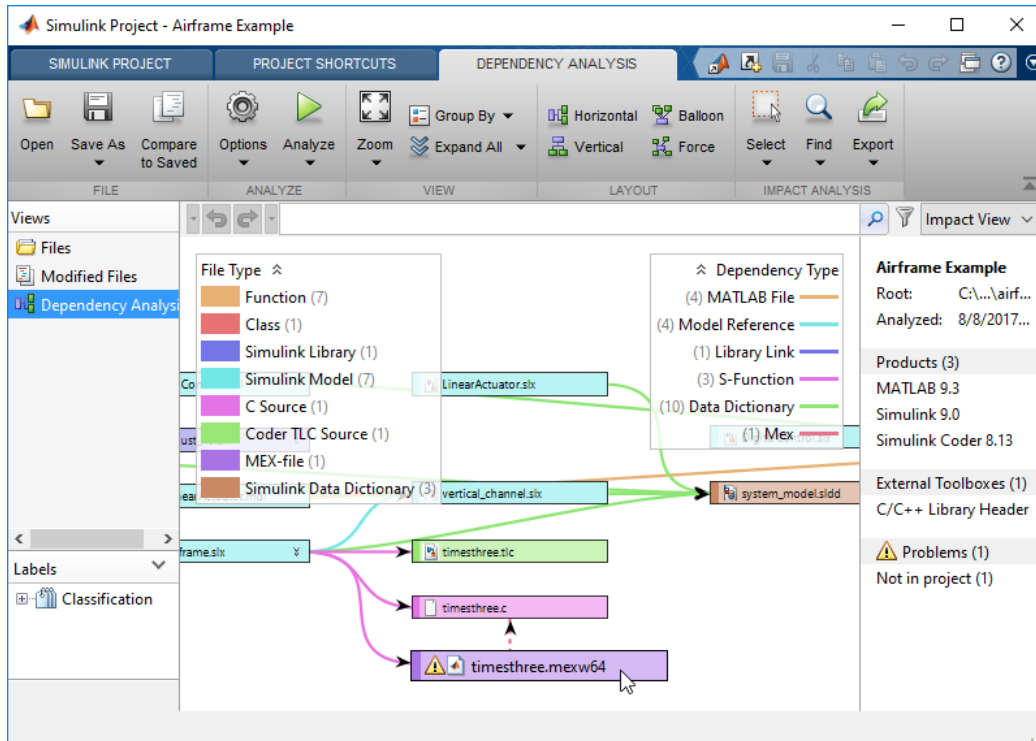 Simulink Project - Airframe Example
SIMULINK PROJECT
PROJECT SHORTCUTS
DEPENDENCY ANALYSIS
Open
Save As
Compare
to Saved
Options
Analyze
Zoom
Group By
Expand All
Horizontal
Vertical
Balloon
Force
Select
Find
Export
FILE
ANALYZE
VIEW
LAYOUT
IMPACT ANALYSIS
Views
Files
Modified Files
Dependency Analysi
Labels
Classification
Impact View
File Type
Function (7)
Class (1)
Simulink Library (1)
Simulink Model (7)
C Source (1)
Coder TLC Source (1)
MEX-file (1)
Simulink Data Dictionary (3)
Dependency Type
(4) MATLAB File
(4) Model Reference
(1) Library Link
(3) S-Function
(10) Data Dictionary
(1) Mex
LinearActuator.slx
vertical_channel.slx
system_model.sldd
frame.slx
timesthree.tlc
timesthree.c
timesthree.mexw64
Airframe Example
Root: C:\...\airf...
Analyzed: 8/8/2017...
Products (3)
MATLAB 9.3
Simulink 9.0
Simulink Coder 8.13
External Toolboxes (1)
C/C++ Library Header
Problems (1)
Not in project (1)